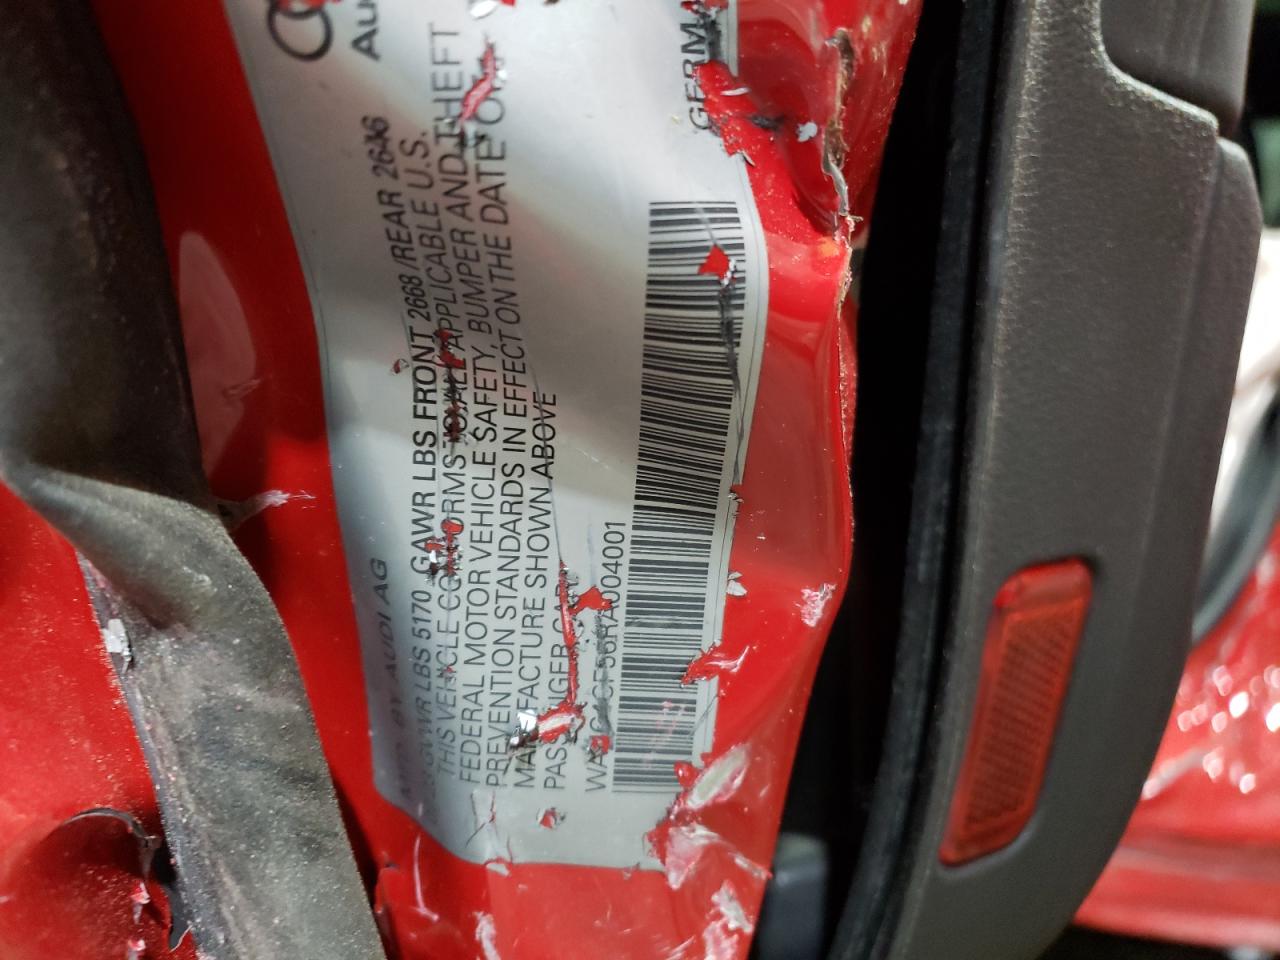 AU
MFD. BY AUDI AG
GVWR LBS 5170 GAWR LBS FRONT 2668 /REAR 2646
THIS VEHICLE CONFORMS TO ALL APPLICABLE U.S.
FEDERAL MOTOR VEHICLE SAFETY, BUMPER AND THEFT
PREVENTION STANDARDS IN EFFECT ON THE DATE OF
MANUFACTURE SHOWN ABOVE
PASSENGER CAR
GERM